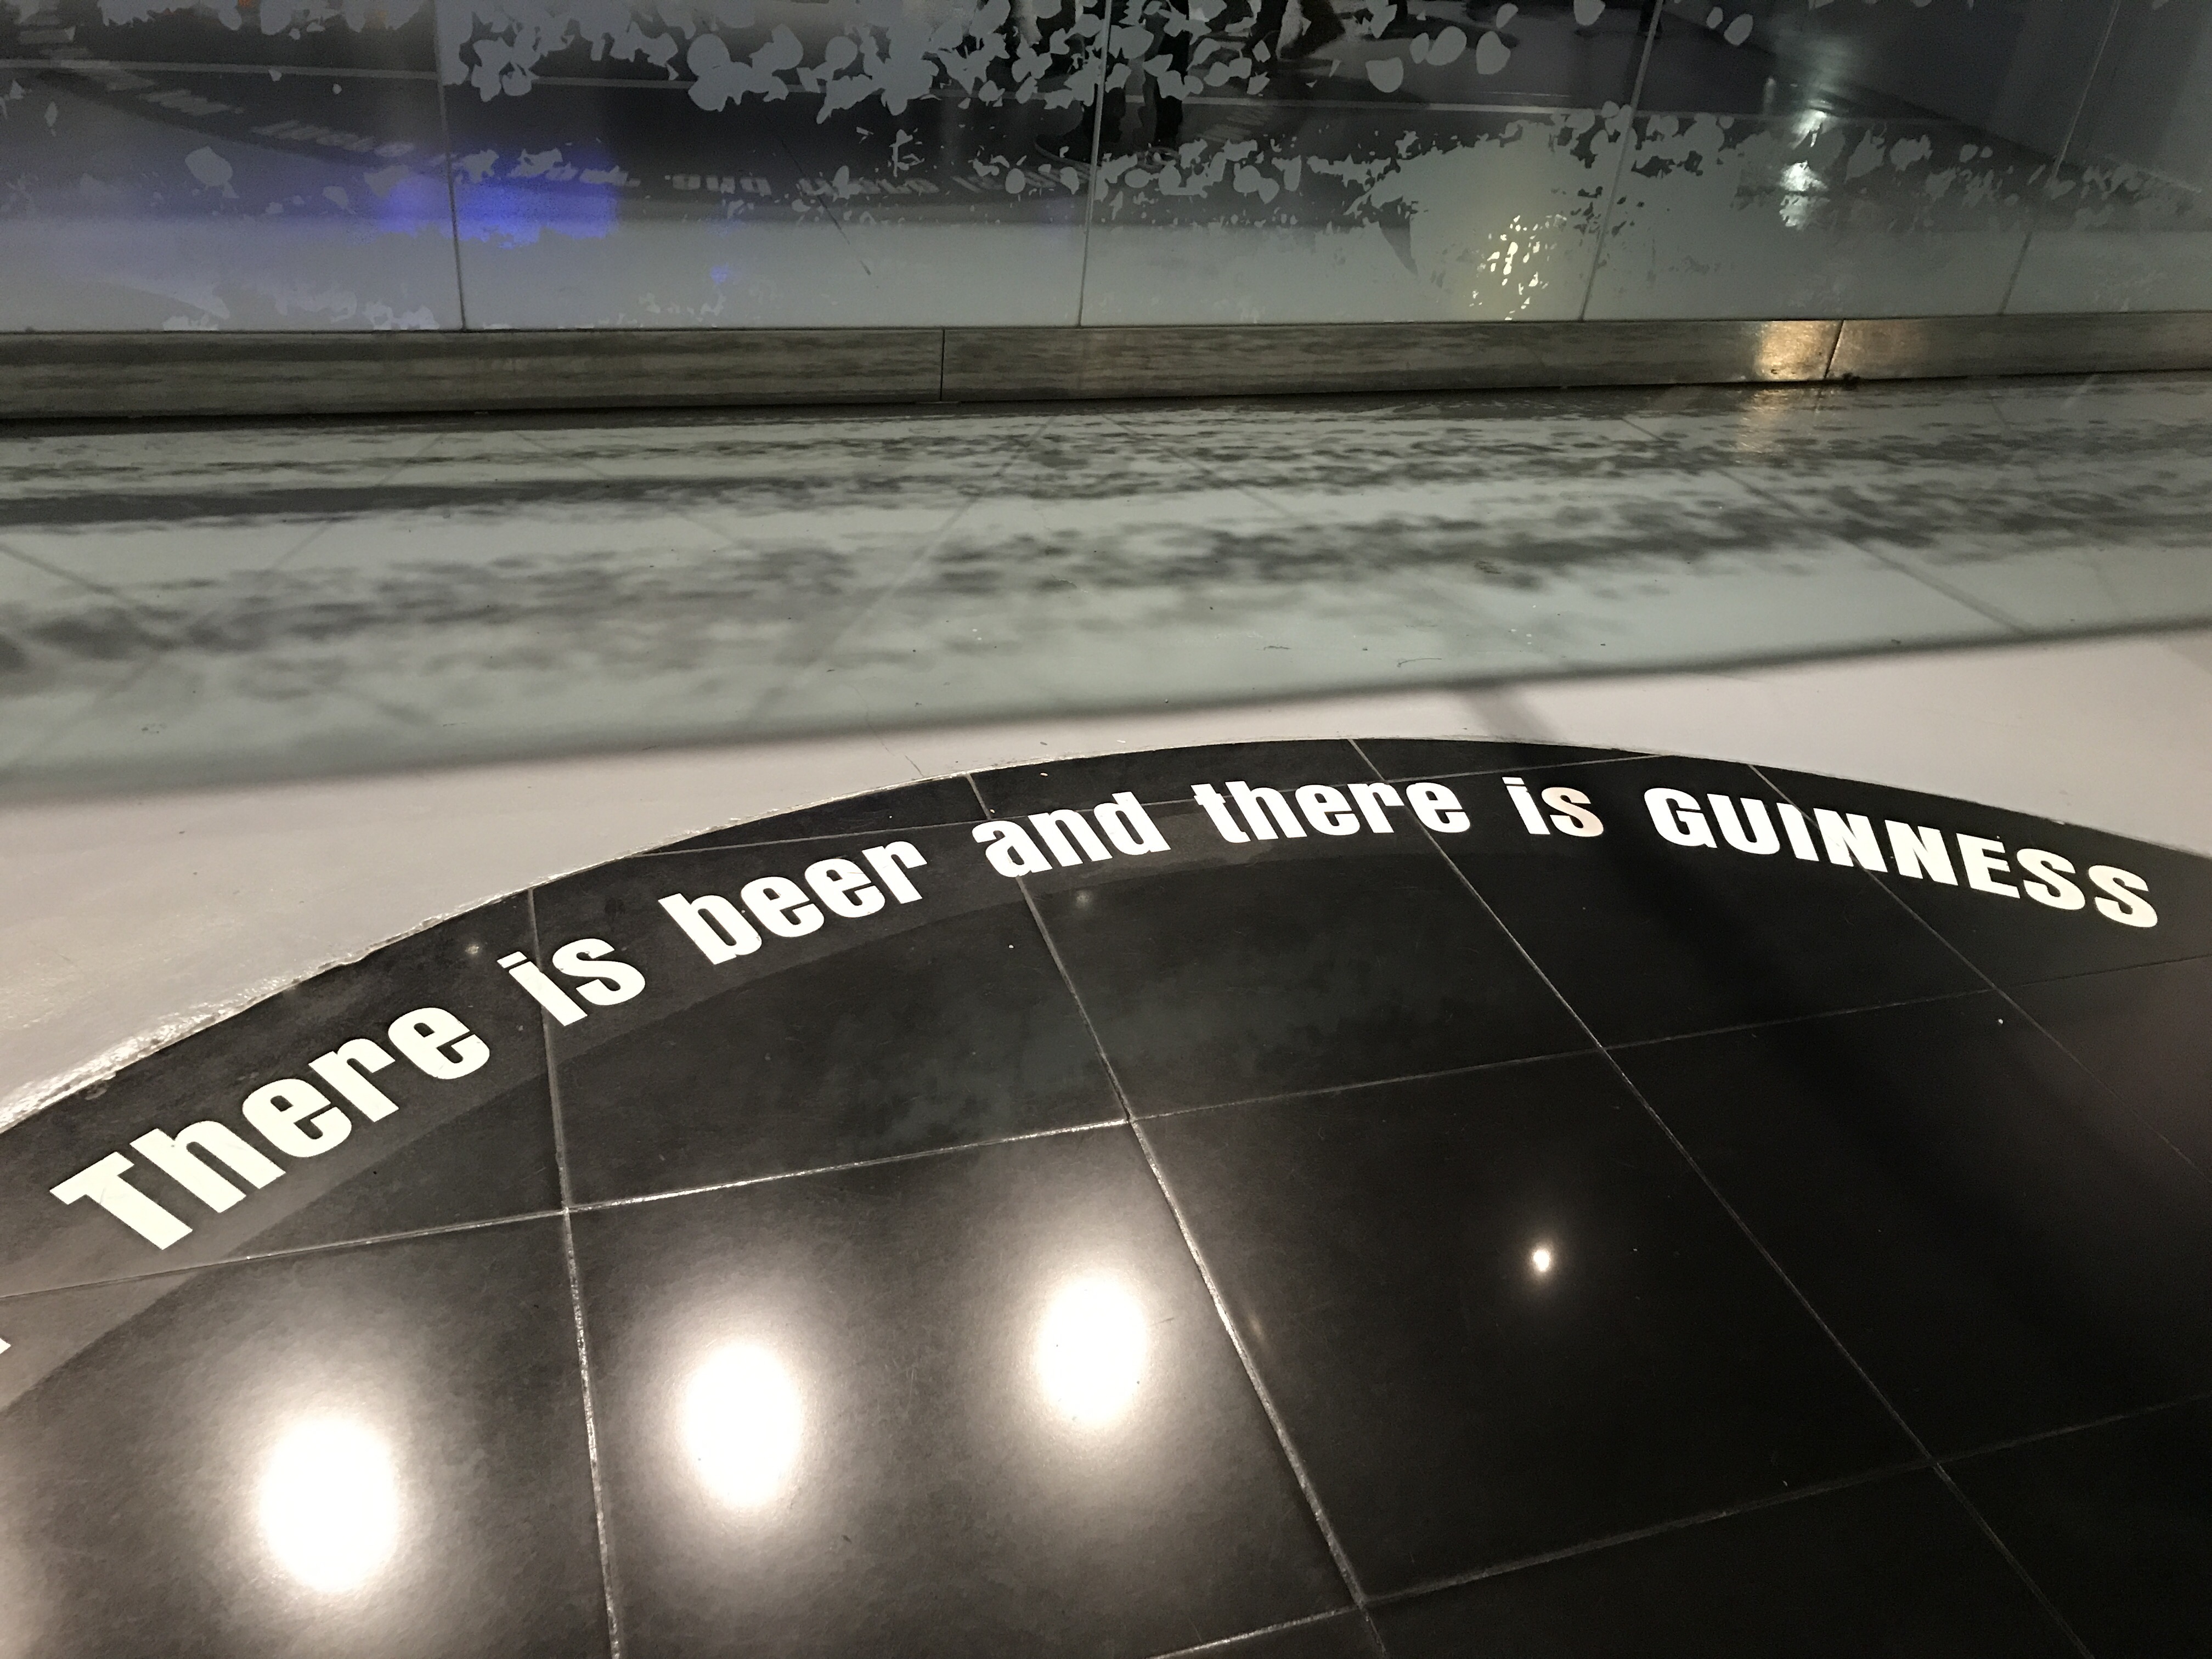 There is beer and there is GUINNESS